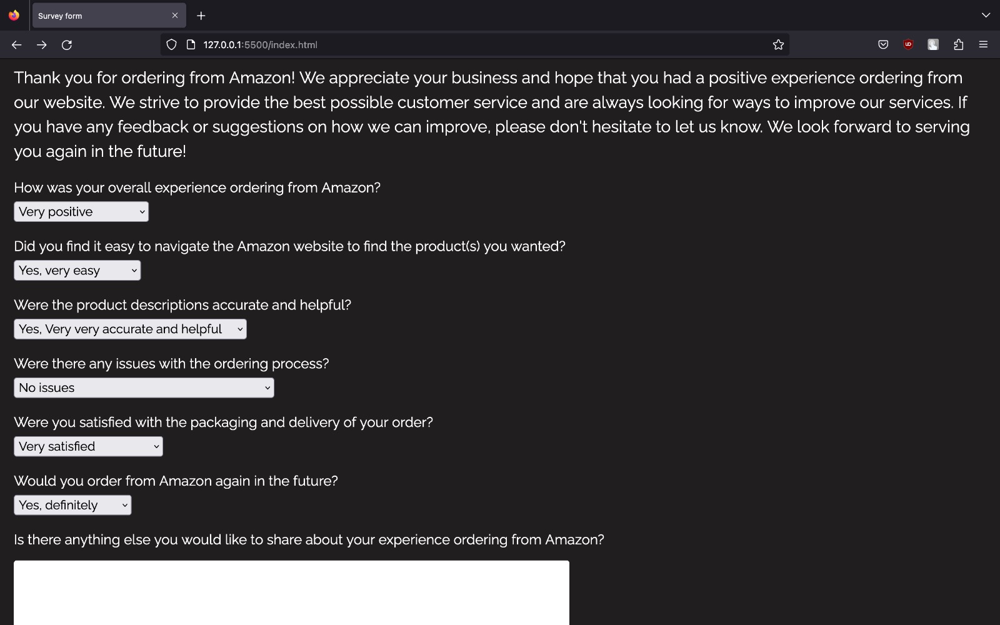 Survey form
127.0.0.1:5500/index.html
Thank you for ordering from Amazon! We appreciate your business and hope that you had a positive experience ordering from
our website. We strive to provide the best possible customer service and are always looking for ways to improve our services. If
you have any feedback or suggestions on how we can improve, please don't hesitate to let us know. We look forward to serving
you again in the future!
How was your overall experience ordering from Amazon?
Very positive
Did you find it easy to navigate the Amazon website to find the product(s) you wanted?
Yes, very easy
Were the product descriptions accurate and helpful?
Yes, Very very accurate and helpful
Were there any issues with the ordering process?
No issues
Were you satisfied with the packaging and delivery of your order?
Very satisfied
Would you order from Amazon again in the future?
Yes, definitely
Is there anything else you would like to share about your experience ordering from Amazon?